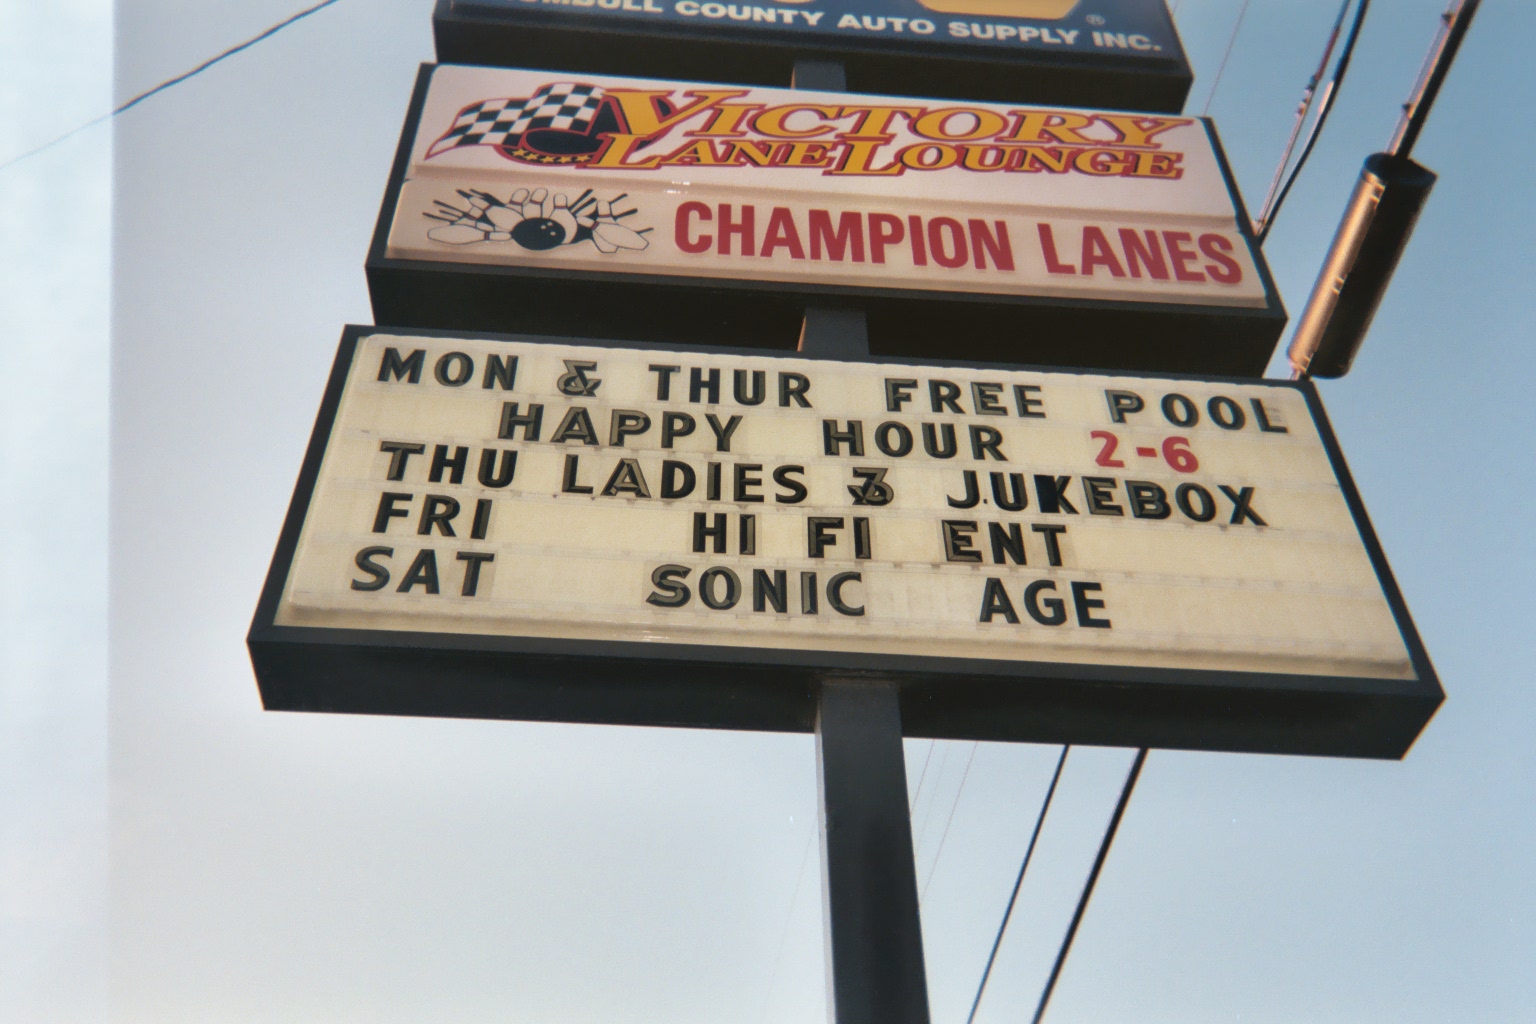 COUNTY AUTO SUPPLY INC.
VICTORY
LANE LOUNGE
CHAMPION LANES
MON & THUR FREE POOL
HAPPY HOUR 2-6
THU LADIES & JUKEBOX
FRI HI FI ENT
SAT SONIC AGE